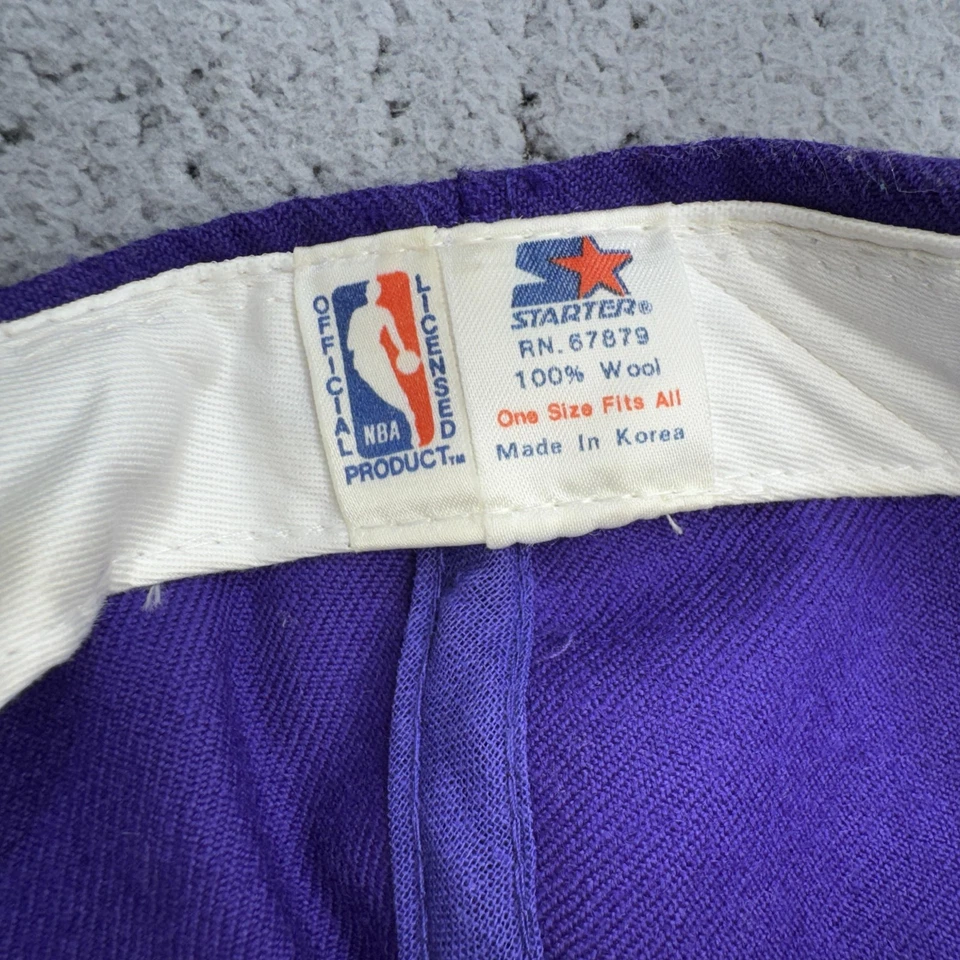 OFFICIAL
LICENSED
NBA
PRODUCT™
STARTER®
RN. 67879
100% Wool
One Size Fits All
Made In Korea